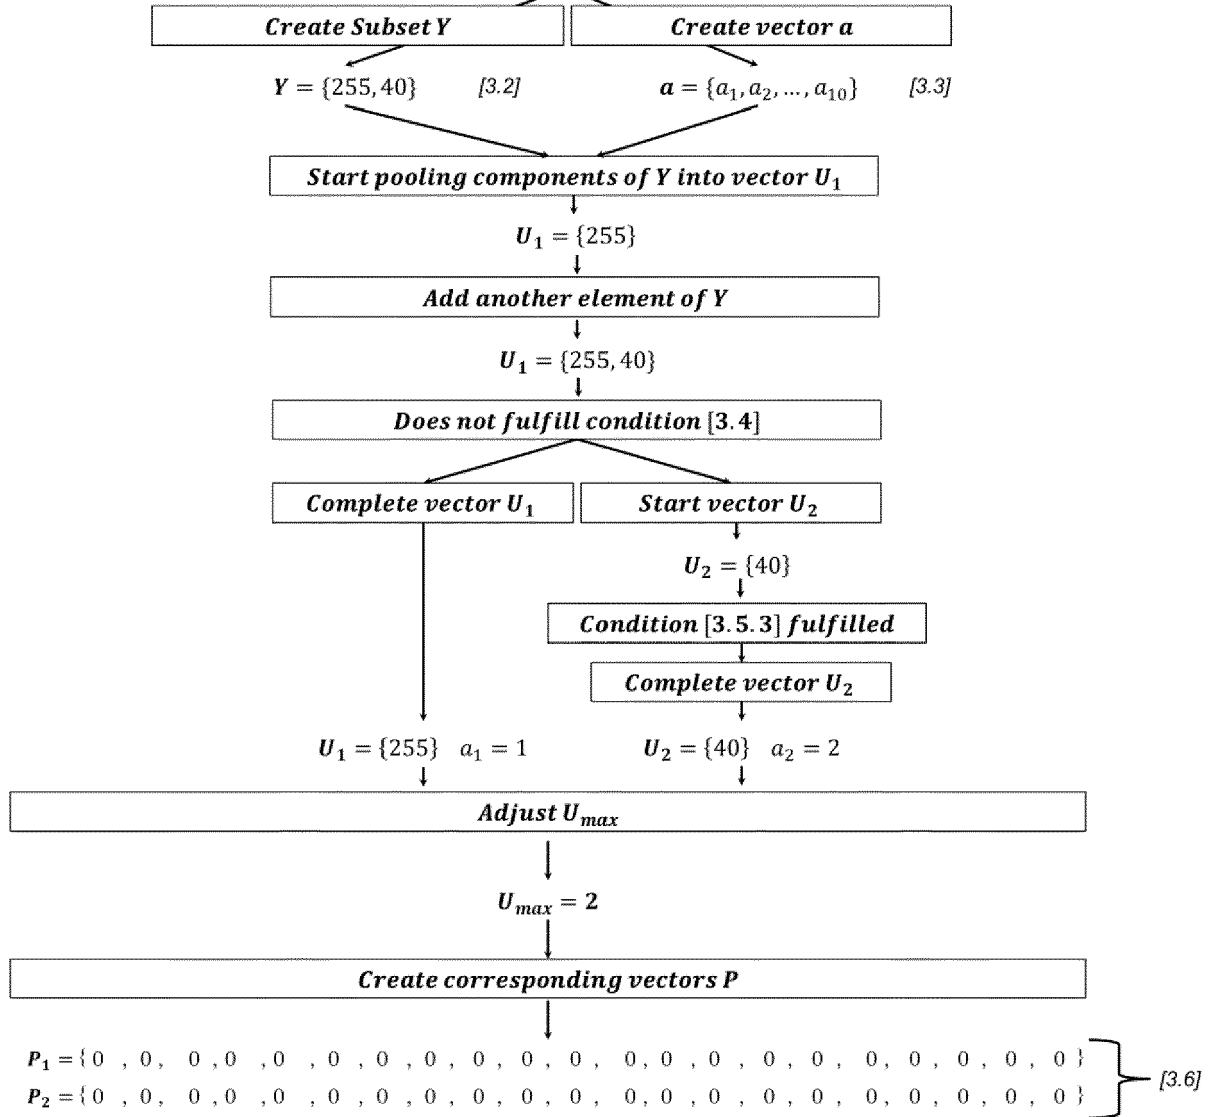 Create Subset Y Create vector a
Y = {255, 40} [3.2] a = {a₁, a₂, ..., a₁₀} [3.3]
Start pooling components of Y into vector U₁
U₁ = {255}
Add another element of Y
U₁ = {255, 40}
Does not fulfill condition [3.4]
Complete vector U₁ Start vector U₂
U₂ = {40}
Condition [3.5.3] fulfilled
Complete vector U₂
U₁ = {255} a₁ = 1 U₂ = {40} a₂ = 2
Adjust Uₘₐₓ
Uₘₐₓ = 2
Create corresponding vectors P
P₁ = {0 , 0 , 0 , 0 , 0 , 0 , 0 , 0 , 0 , 0 , 0 , 0 , 0 , 0 , 0 , 0 , 0 , 0 , 0 , 0 , 0 }
P₂ = {0 , 0 , 0 , 0 , 0 , 0 , 0 , 0 , 0 , 0 , 0 , 0 , 0 , 0 , 0 , 0 , 0 , 0 , 0 , 0 , 0 }
[3.6]